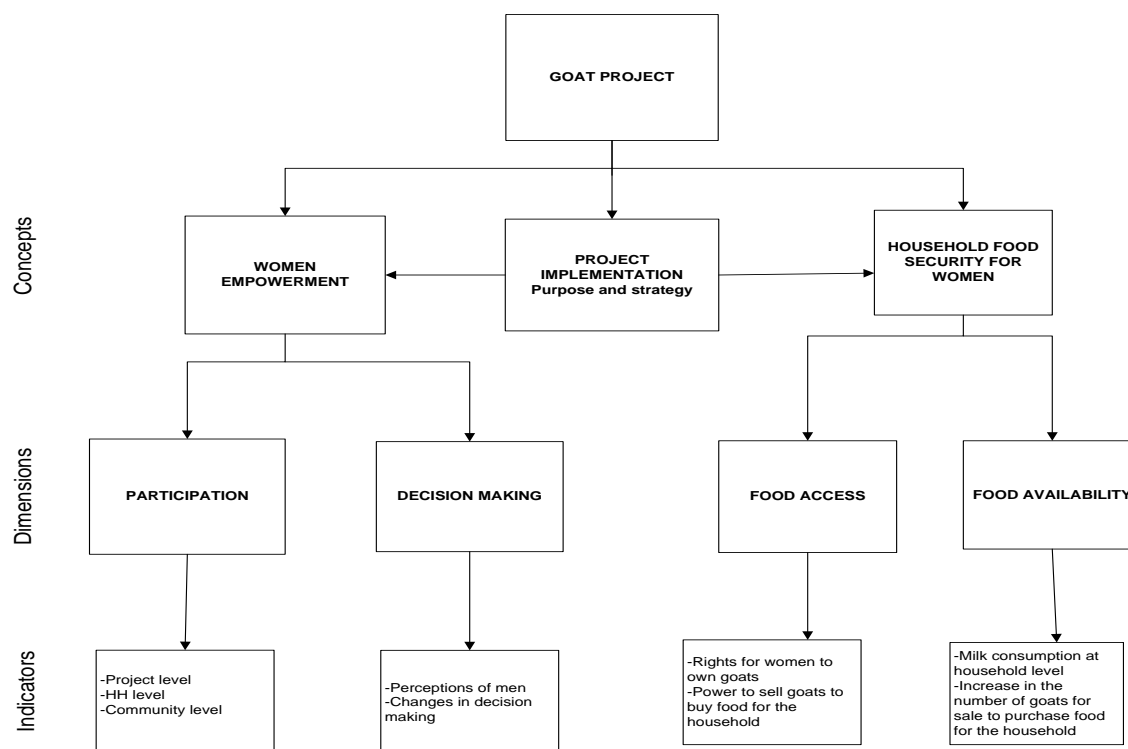 GOAT PROJECT
Concepts
WOMEN
EMPOWERMENT
PROJECT
IMPLEMENTATION
Purpose and strategy
HOUSEHOLD FOOD
SECURITY FOR
WOMEN
Dimensions
PARTICIPATION
DECISION MAKING
FOOD ACCESS
FOOD AVAILABILITY
Indicators
-Project level
-HH level
-Community level
-Perceptions of men
-Changes in decision
making
-Rights for women to
own goats
-Power to sell goats to
buy food for the
household
-Milk consumption at
household level
-Increase in the
number of goats for
sale to purchase food
for the household